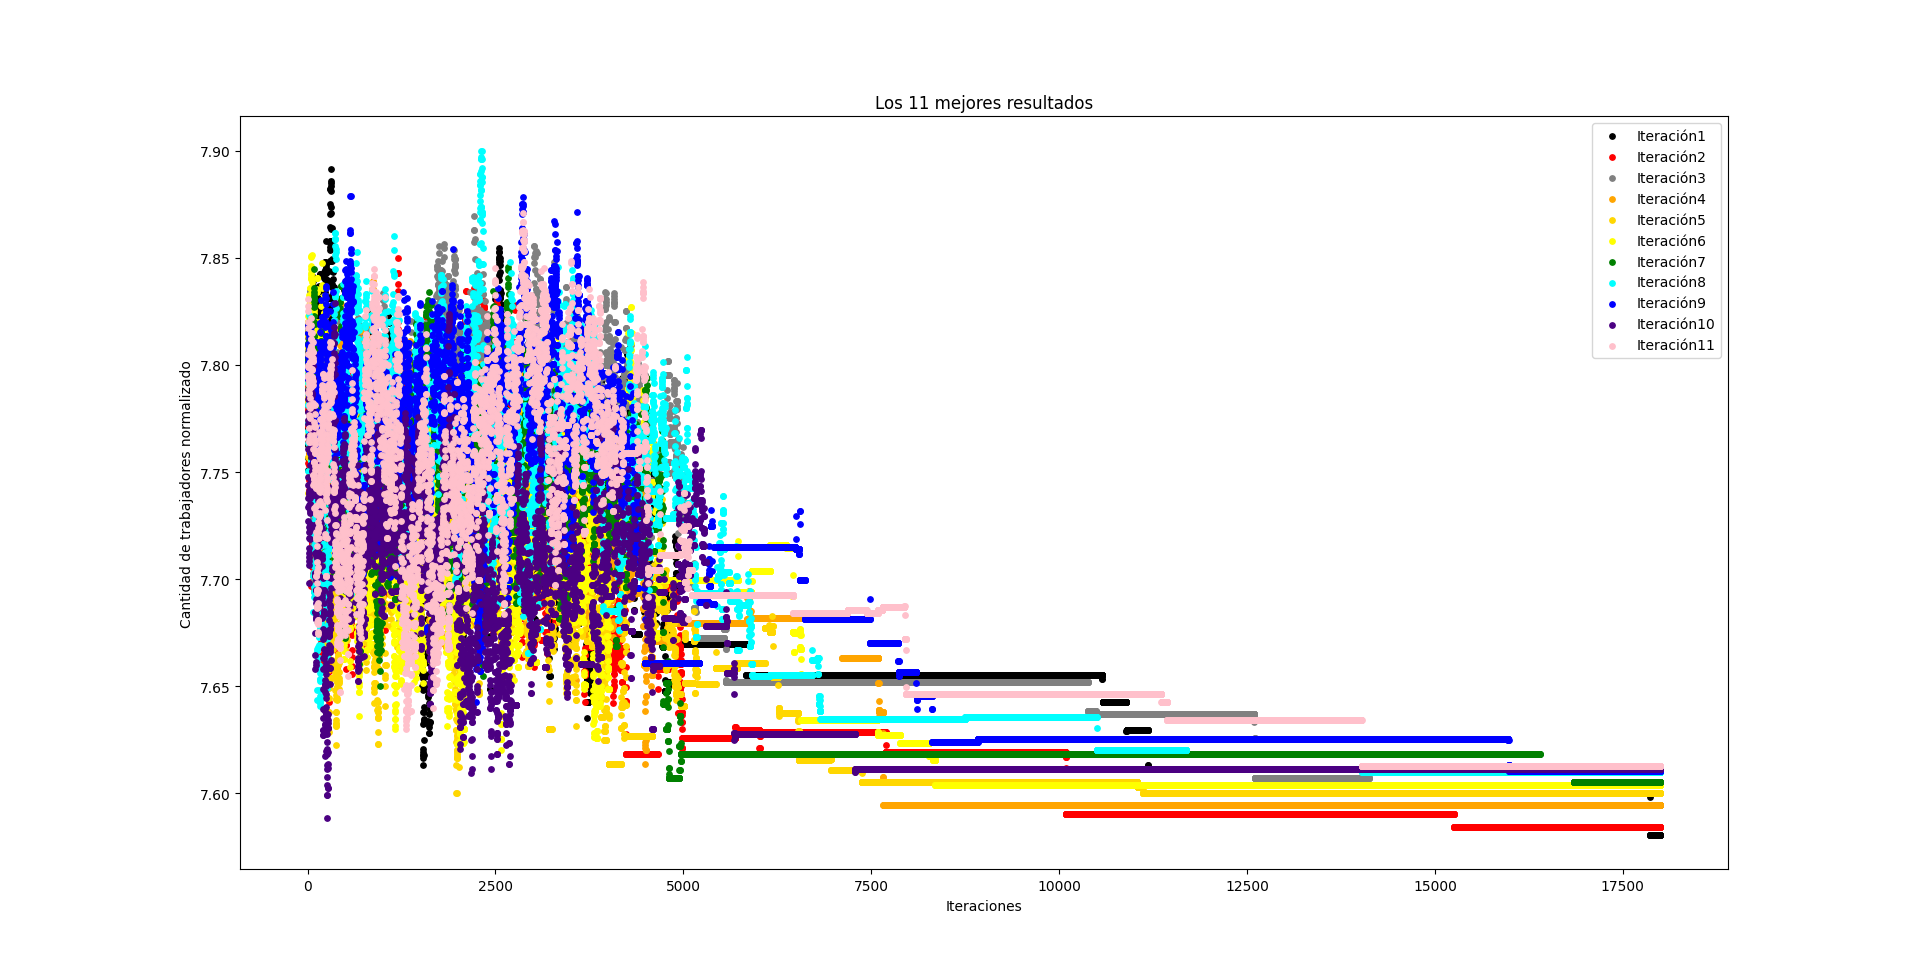 Los 11 mejores resultados
Cantidad de trabajadores normalizado
7.90
7.85
7.80
7.75
7.70
7.65
7.60
0
2500
5000
7500
10000
12500
15000
17500
Iteraciones
Iteración1
Iteración2
Iteración3
Iteración4
Iteración5
Iteración6
Iteración7
Iteración8
Iteración9
Iteración10
Iteración11